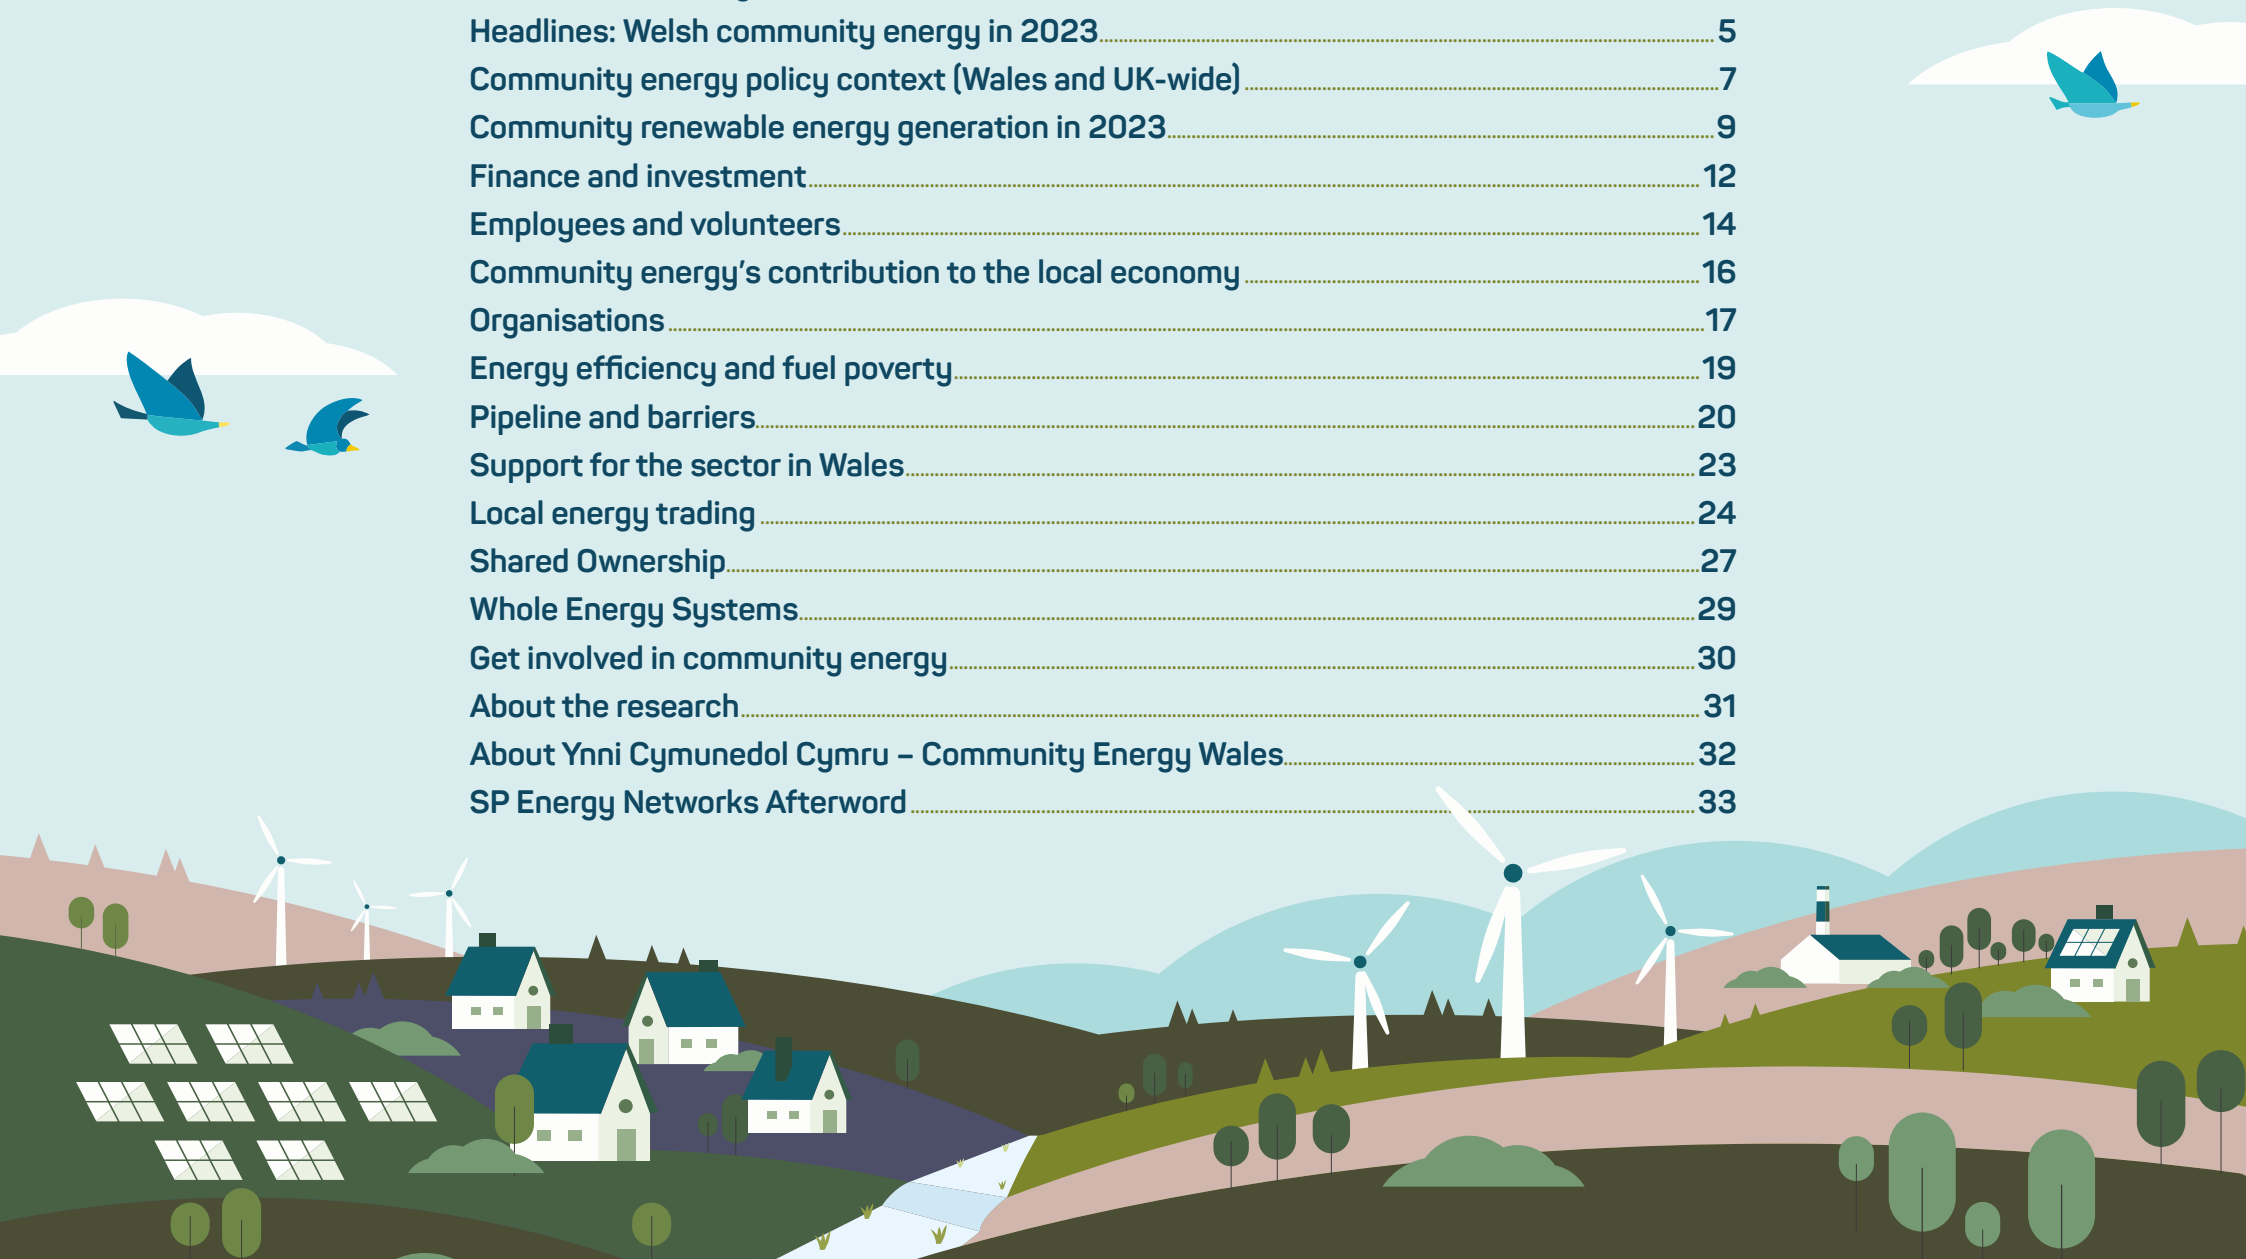 Headlines: Welsh community energy in 2023 5
Community energy policy context (Wales and UK-wide) 7
Community renewable energy generation in 2023 9
Finance and investment 12
Employees and volunteers 14
Community energy’s contribution to the local economy 16
Organisations 17
Energy efficiency and fuel poverty 19
Pipeline and barriers 20
Support for the sector in Wales 23
Local energy trading 24
Shared Ownership 27
Whole Energy Systems 29
Get involved in community energy 30
About the research 31
About Ynni Cymunedol Cymru – Community Energy Wales 32
SP Energy Networks Afterword 33